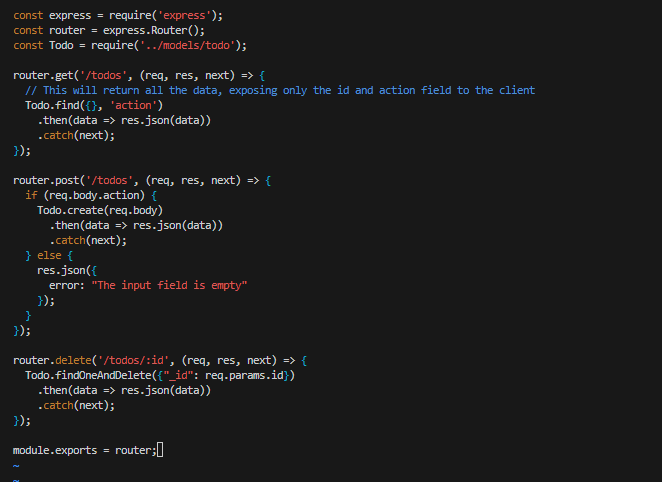 const express = require('express');
const router = express.Router();
const Todo = require('../models/todo');

router.get('/todos', (req, res, next) => {
  // This will return all the data, exposing only the id and action field to the client
  Todo.find({}, 'action')
    .then(data => res.json(data))
    .catch(next);
});

router.post('/todos', (req, res, next) => {
  if (req.body.action) {
    Todo.create(req.body)
      .then(data => res.json(data))
      .catch(next);
  } else {
    res.json({
      error: "The input field is empty"
    });
  }
});

router.delete('/todos/:id', (req, res, next) => {
  Todo.findOneAndDelete({"_id": req.params.id})
    .then(data => res.json(data))
    .catch(next);
});

module.exports = router;
~
~